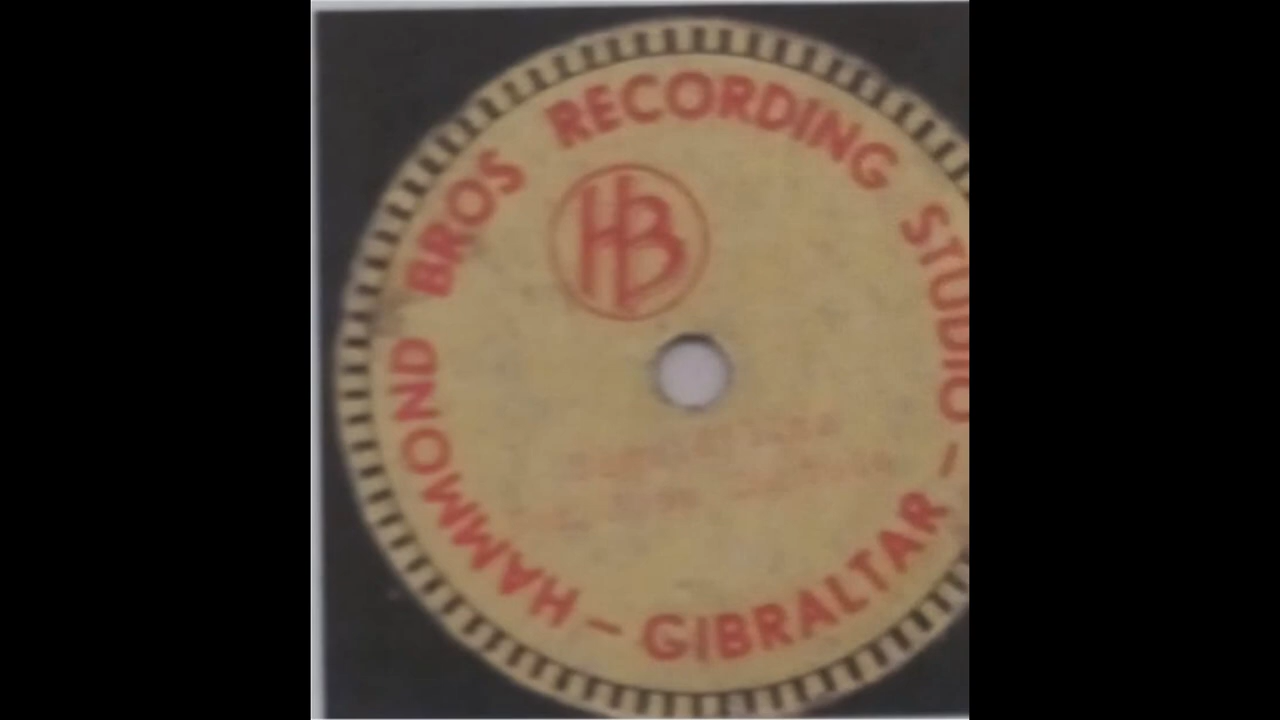 HAMMOND BROS RECORDING STUDIO – GIBRALTAR –
HB